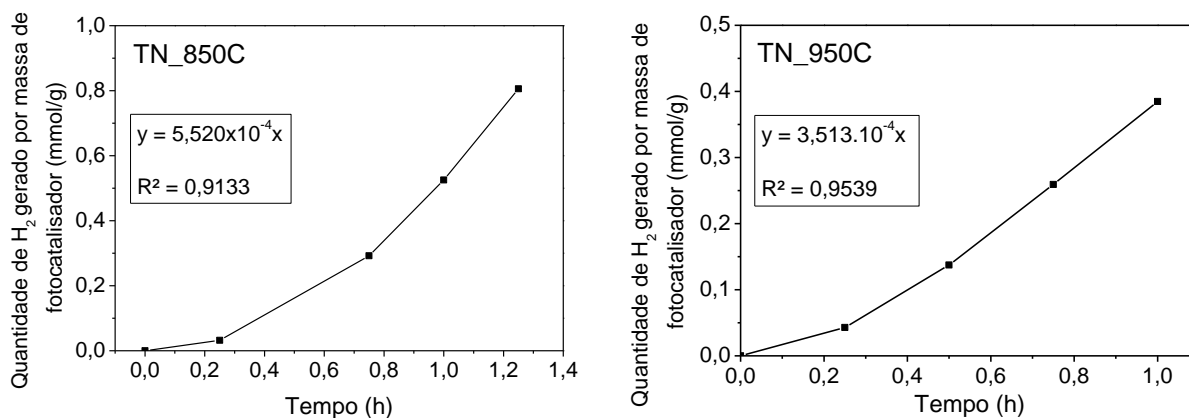 TN_850C
y = 5,520x10⁻⁴x
R² = 0,9133
Quantidade de H₂ gerado por massa de
fotocatalisador (mmol/g)
1,0
0,8
0,6
0,4
0,2
0,0
0,0 0,2 0,4 0,6 0,8 1,0 1,2 1,4
Tempo (h)
TN_950C
y = 3,513.10⁻⁴x
R² = 0,9539
Quantidade de H₂ gerado por massa de
fotocatalisador (mmol/g)
0,5
0,4
0,3
0,2
0,1
0,0
0,0 0,2 0,4 0,6 0,8 1,0
Tempo (h)